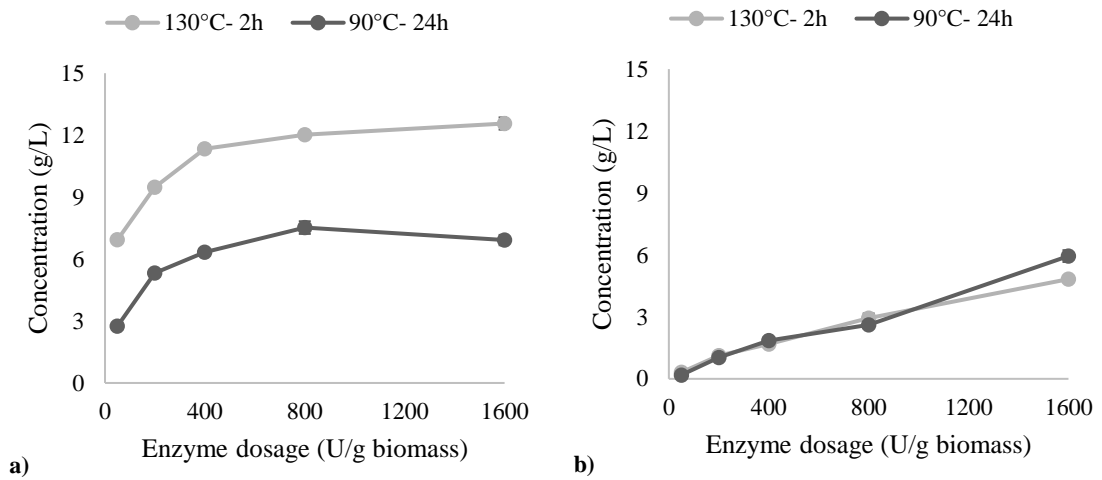 130°C- 2h 90°C- 24h
15
12
9
6
3
0
Concentration (g/L)
0 400 800 1200 1600
Enzyme dosage (U/g biomass)
a)
130°C- 2h 90°C- 24h
15
12
9
6
3
0
Concentration (g/L)
0 400 800 1200 1600
Enzyme dosage (U/g biomass)
b)